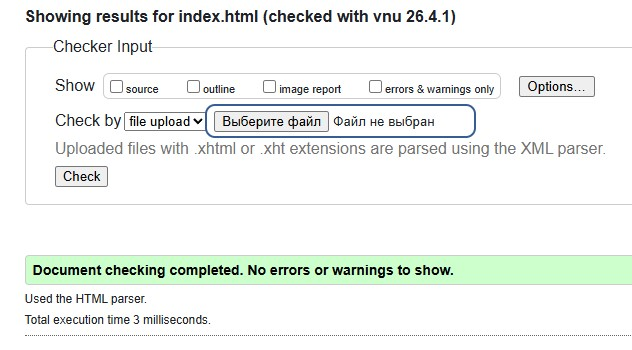 Showing results for index.html (checked with vnu 26.4.1)
Checker Input
Show source outline image report errors & warnings only Options...
Check by file upload Выберите файл Файл не выбран
Uploaded files with .xhtml or .xht extensions are parsed using the XML parser.
Check
Document checking completed. No errors or warnings to show.
Used the HTML parser.
Total execution time 3 milliseconds.